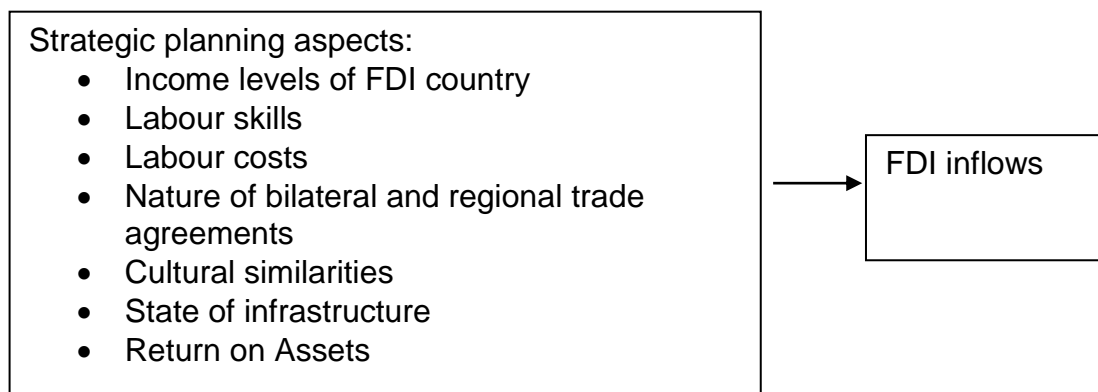 Strategic planning aspects:
• Income levels of FDI country
• Labour skills
• Labour costs
• Nature of bilateral and regional trade
agreements
• Cultural similarities
• State of infrastructure
• Return on Assets
FDI inflows